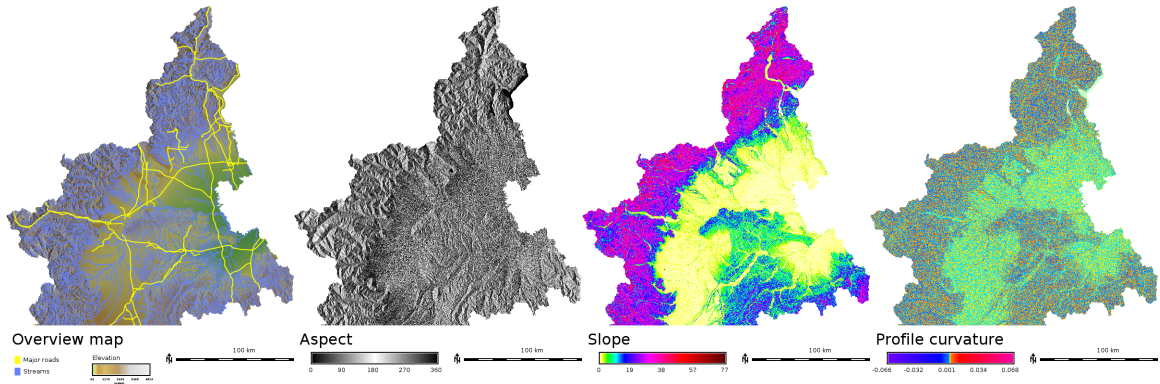 Overview map
Major roads
Streams
Elevation
100 km
Aspect
0 90 180 270 360
100 km
Slope
0 19 38 57 77
100 km
Profile curvature
-0.066 -0.032 0.001 0.034 0.068
100 km